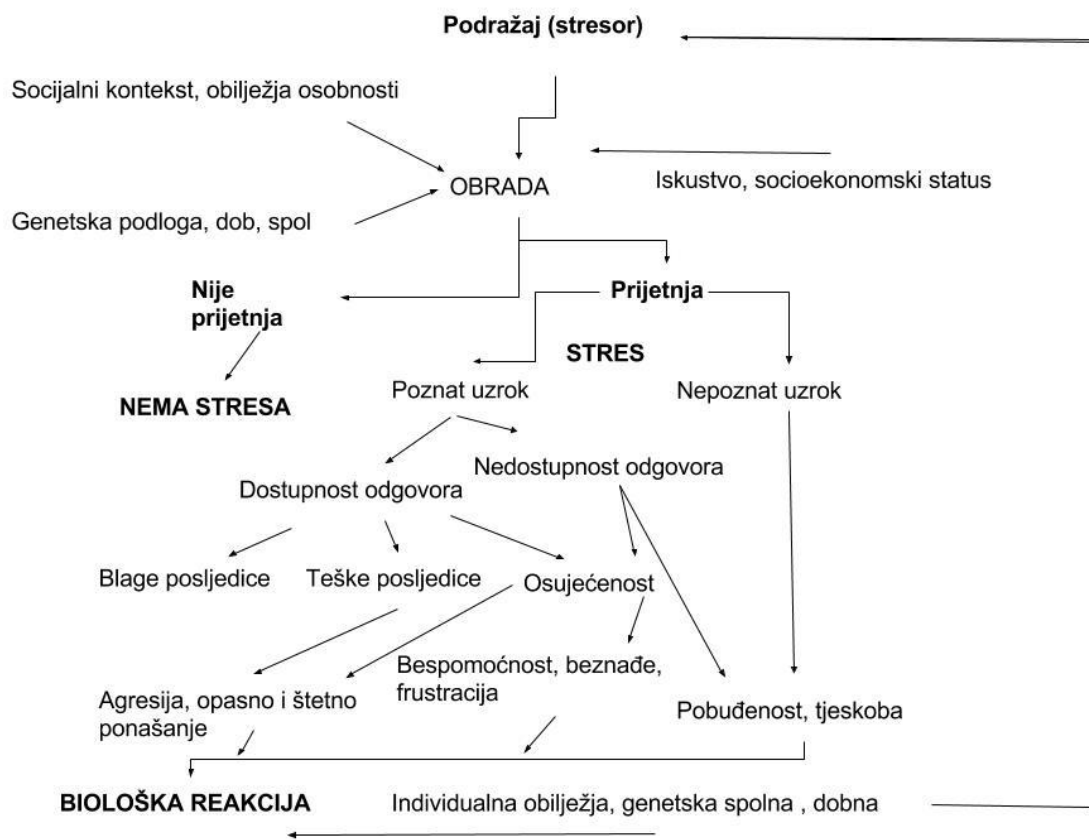 Podražaj (stresor)
Socijalni kontekst, obilježja osobnosti
OBRADA
Iskustvo, socioekonomski status
Genetska podloga, dob, spol
Nije
prijetnja
Prijetnja
STRES
NEMA STRESA
Poznat uzrok
Nepoznat uzrok
Nedostupnost odgovora
Dostupnost odgovora
Blage posljedice
Teške posljedice
Osujećenost
Bespomoćnost, beznađe,
frustracija
Agresija, opasno i štetno
ponašanje
Pobuđenost, tjeskoba
BIOLOŠKA REAKCIJA
Individualna obilježja, genetska spolna , dobna